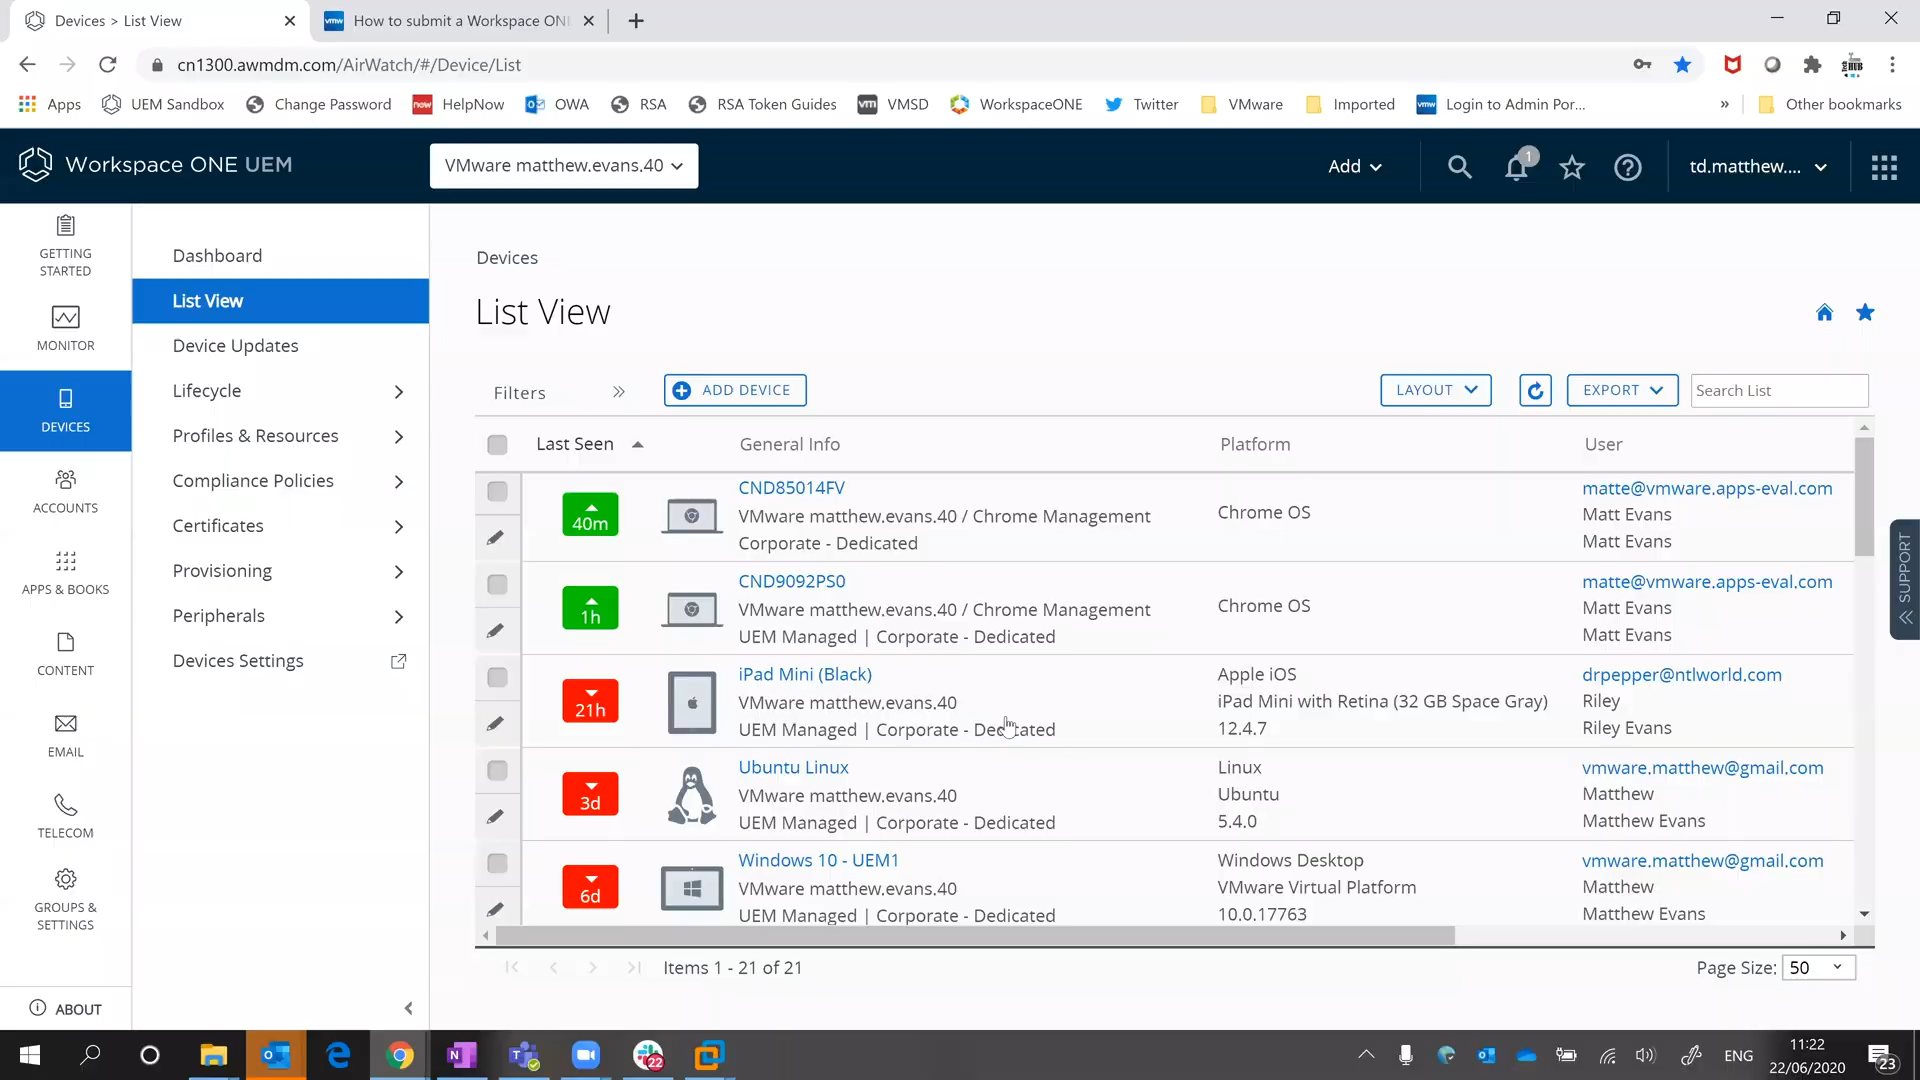 Devices > List View
How to submit a Workspace ONE
cn1300.awmdm.com/AirWatch/#/Device/List
Apps
UEM Sandbox
Change Password
now
HelpNow
OWA
RSA
RSA Token Guides
vm
VMSD
WorkspaceONE
Twitter
VMware
Imported
vmw
Login to Admin Por...
»
Other bookmarks
Workspace ONE UEM
VMware matthew.evans.40
Add
1
td.matthew....
GETTING
STARTED
MONITOR
DEVICES
ACCOUNTS
APPS & BOOKS
CONTENT
EMAIL
TELECOM
GROUPS &
SETTINGS
ABOUT
Dashboard
List View
Device Updates
Lifecycle
Profiles & Resources
Compliance Policies
Certificates
Provisioning
Peripherals
Devices Settings
Devices
List View
Filters
ADD DEVICE
LAYOUT
EXPORT
Search List
Last Seen
General Info
Platform
User
40m
CND85014FV
VMware matthew.evans.40 / Chrome Management
Corporate - Dedicated
Chrome OS
matte@vmware.apps-eval.com
Matt Evans
Matt Evans
1h
CND9092PS0
VMware matthew.evans.40 / Chrome Management
UEM Managed | Corporate - Dedicated
Chrome OS
matte@vmware.apps-eval.com
Matt Evans
Matt Evans
21h
iPad Mini (Black)
VMware matthew.evans.40
UEM Managed | Corporate - Dedicated
Apple iOS
iPad Mini with Retina (32 GB Space Gray)
12.4.7
drpepper@ntlworld.com
Riley
Riley Evans
3d
Ubuntu Linux
VMware matthew.evans.40
UEM Managed | Corporate - Dedicated
Linux
Ubuntu
5.4.0
vmware.matthew@gmail.com
Matthew
Matthew Evans
6d
Windows 10 - UEM1
VMware matthew.evans.40
UEM Managed | Corporate - Dedicated
Windows Desktop
VMware Virtual Platform
10.0.17763
vmware.matthew@gmail.com
Matthew
Matthew Evans
Items 1 - 21 of 21
Page Size: 50
SUPPORT
22
ENG
11:22
22/06/2020
23